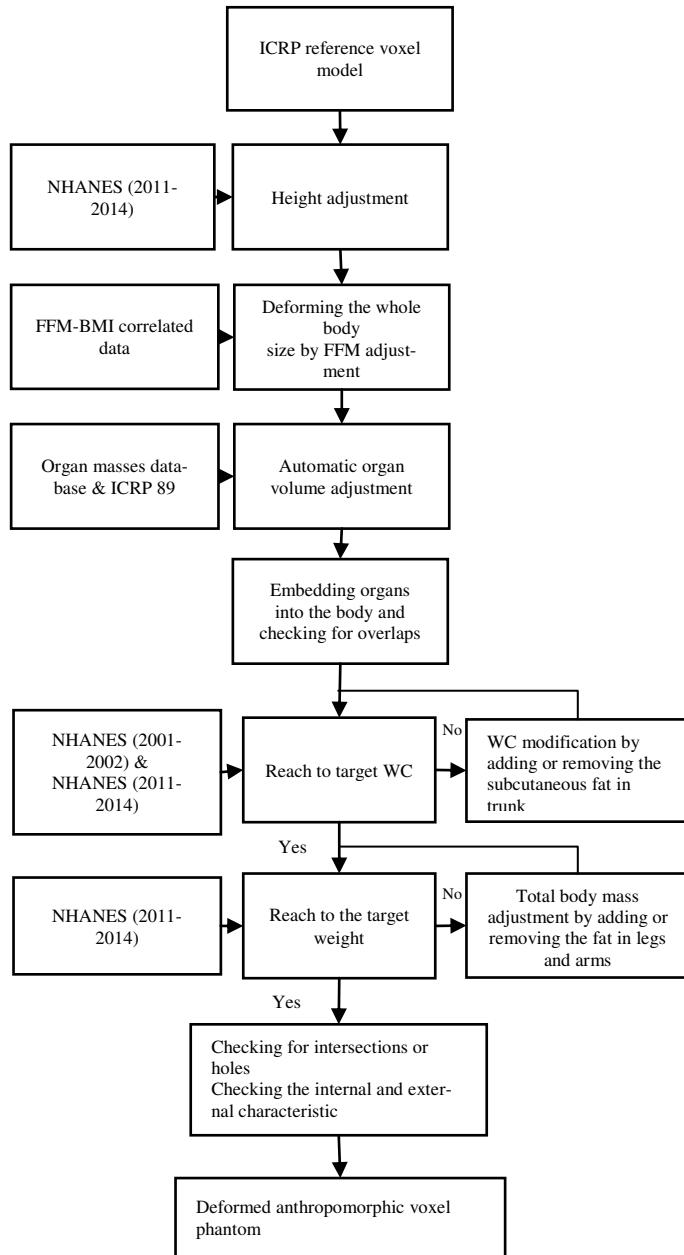 ICRP reference voxel
model
NHANES (2011-
2014)
Height adjustment
FFM-BMI correlated
data
Deforming the whole
body
size by FFM adjust-
ment
Organ masses data-
base & ICRP 89
Automatic organ
volume adjustment
Embedding organs
into the body and
checking for overlaps
NHANES (2001-
2002) &
NHANES (2011-
2014)
Reach to target WC
No
WC modification by
adding or removing the
subcutaneous fat in
trunk
Yes
NHANES (2011-
2014)
Reach to the target
weight
No
Total body mass
adjustment by adding or
removing the fat in legs
and arms
Yes
Checking for intersections or
holes
Checking the internal and exter-
nal characteristic
Deformed anthropomorphic voxel
phantom